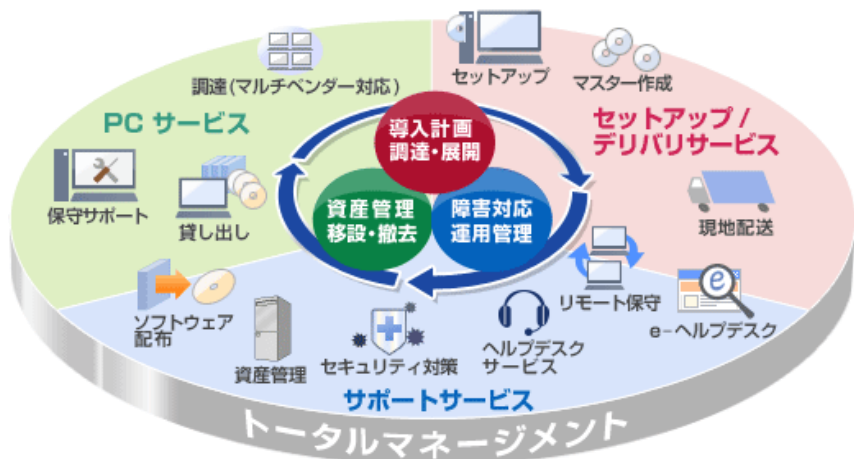 調達(マルチベンダー対応)
セットアップ
マスター作成
PC サービス
セットアップ /
デリバリサービス
導入計画
調達・展開
資産管理
移設・撤去
障害対応
運用管理
保守サポート
貸し出し
現地配送
ソフトウェア
配布
資産管理
セキュリティ対策
ヘルプデスク
サービス
リモート保守
e
e-ヘルプデスク
サポートサービス
トータルマネージメント